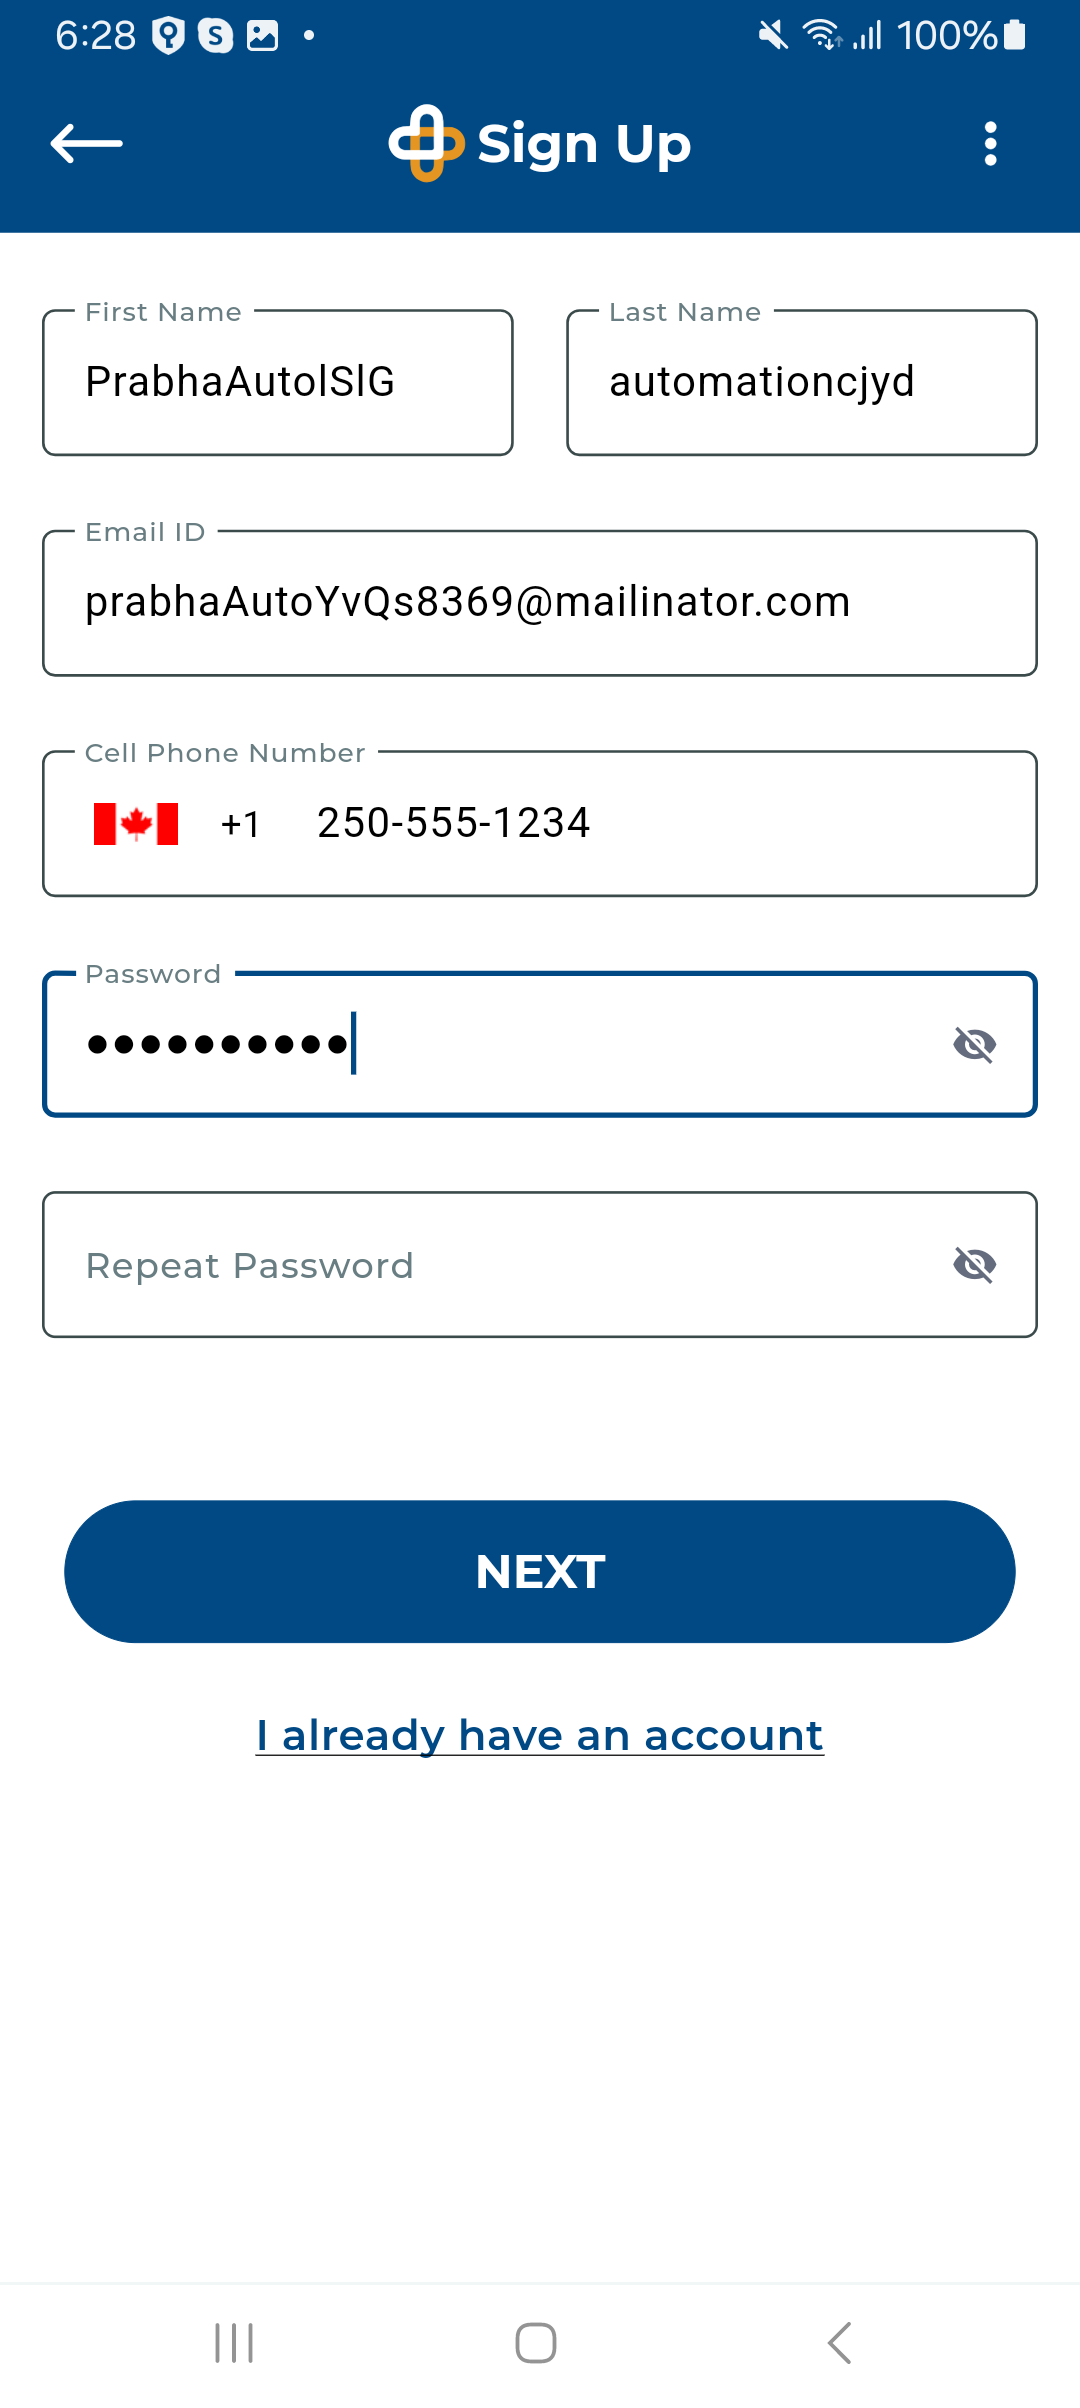 6:28 S 100%
Sign Up
First Name Last Name
PrabhaAutolSlG automationcjyd
Email ID
prabhaAutoYvQs8369@mailinator.com
Cell Phone Number
+1 250-555-1234
Password
Repeat Password
NEXT
I already have an account